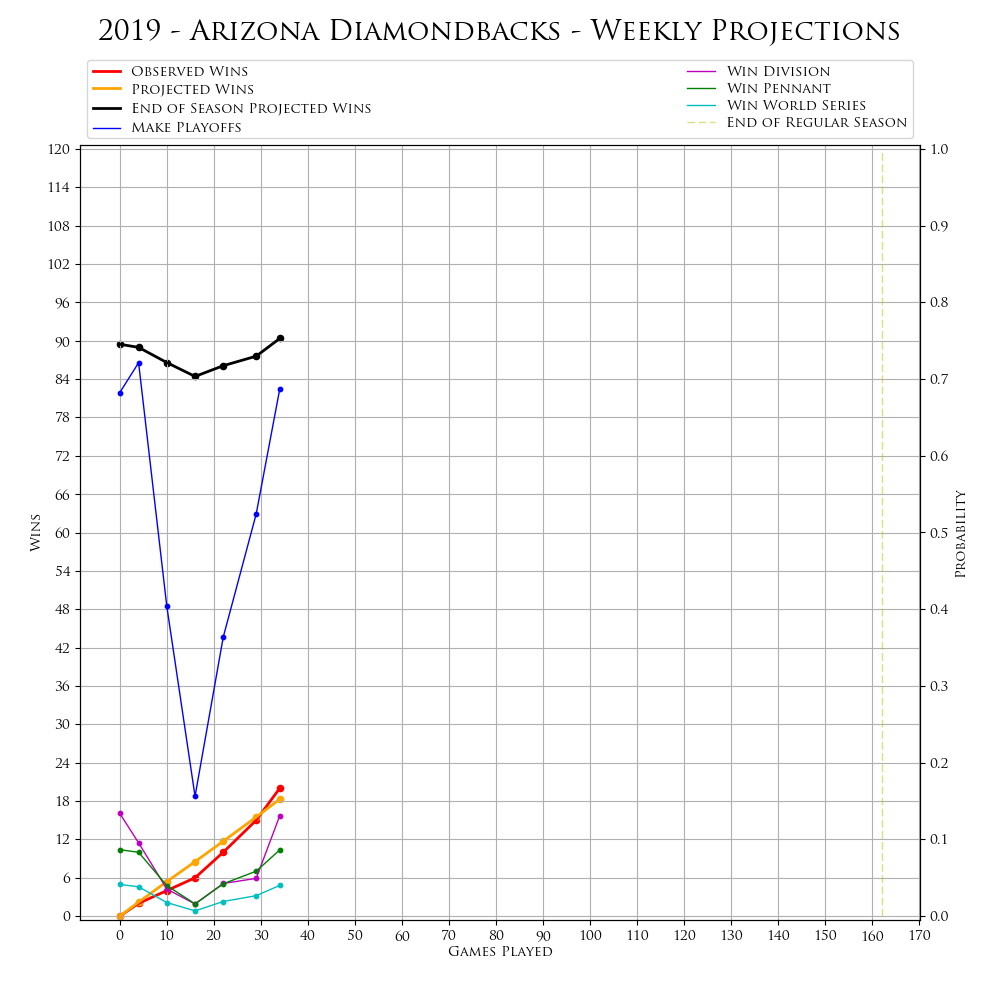 2019 - Arizona Diamondbacks - Weekly Projections
Observed Wins
Projected Wins
End of Season Projected Wins
Make Playoffs
Win Division
Win Pennant
Win World Series
End of Regular Season
120
114
108
102
96
90
84
78
72
66
60
54
48
42
36
30
24
18
12
6
0
Wins
1.0
0.9
0.8
0.7
0.6
0.5
0.4
0.3
0.2
0.1
0.0
Probability
0 10 20 30 40 50 60 70 80 90 100 110 120 130 140 150 160 170
Games Played